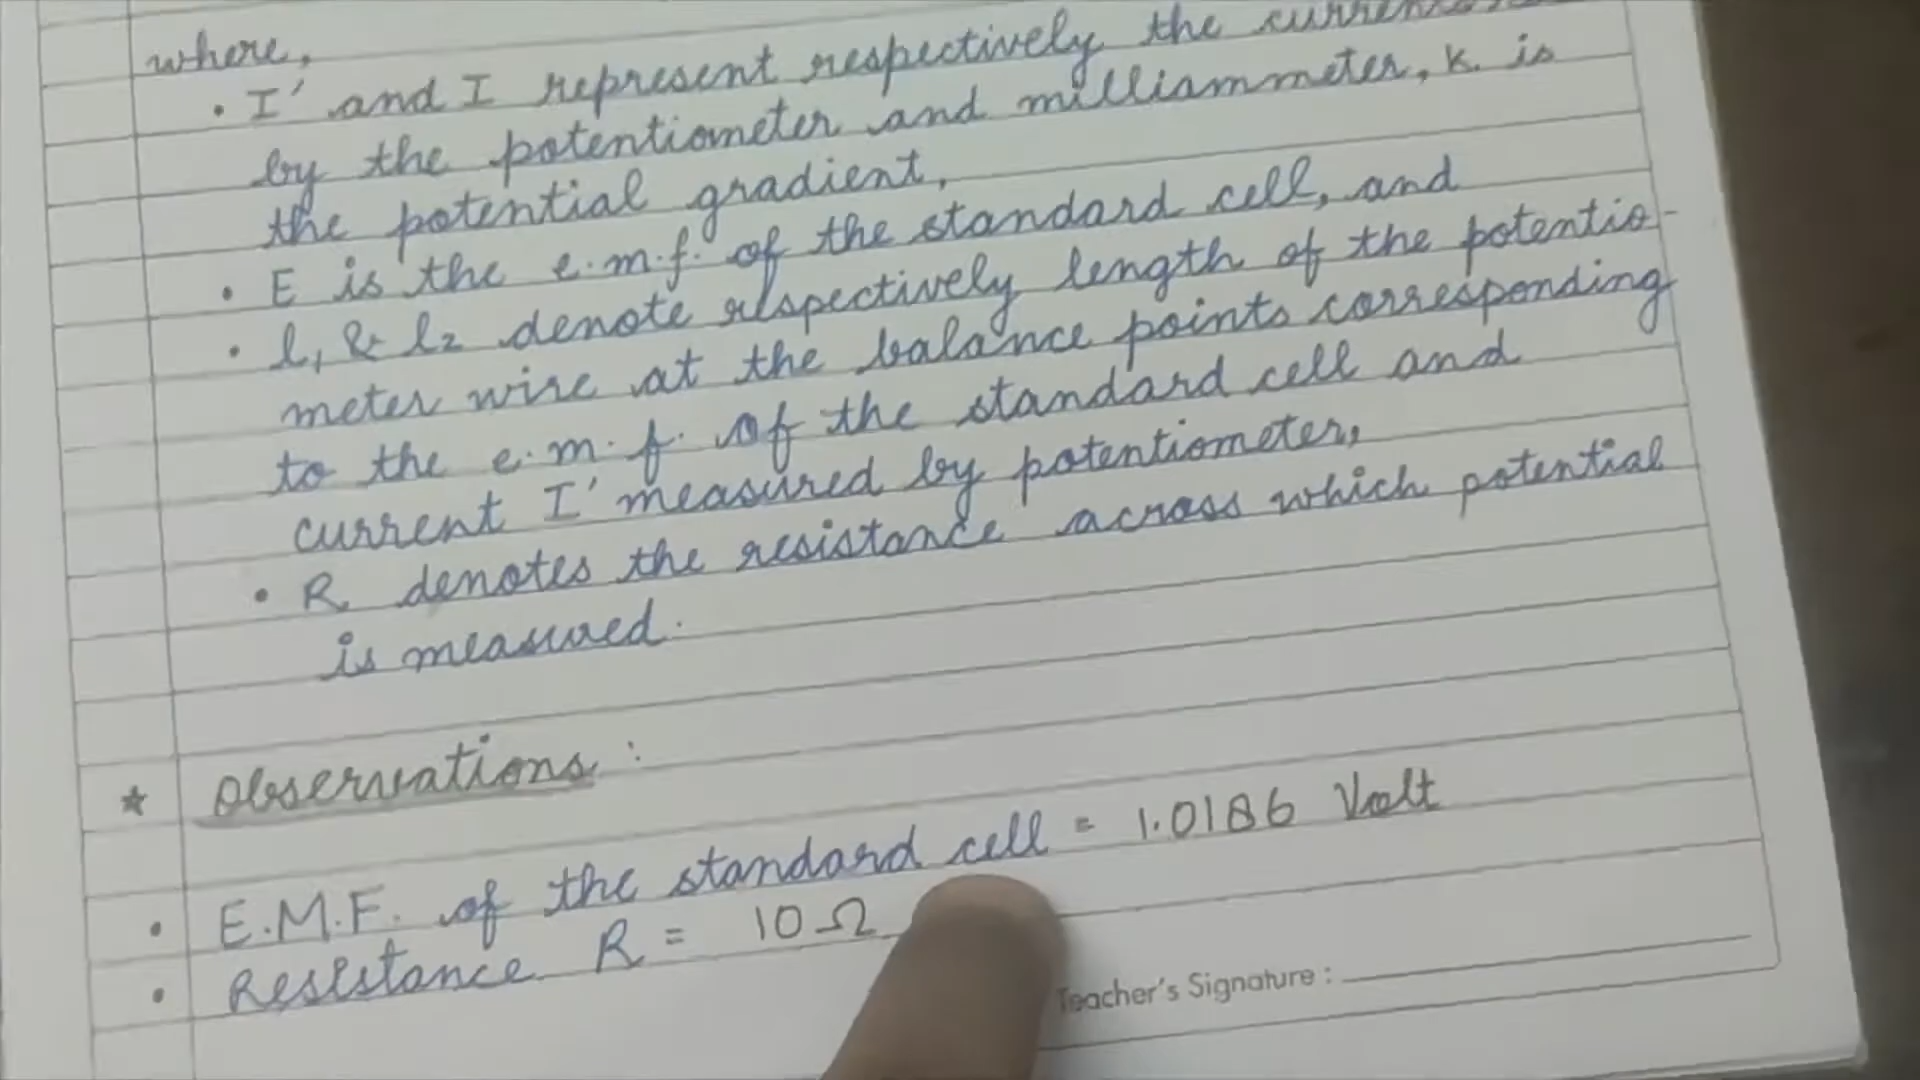 where,
• I' and I represent respectively the
by the potentiometer and milliammeter, K. is
the potential gradient,
• E is the e.m.f. of the standard cell, and
• l₁ & l₂ denote respectively length of the potentio-
meter wire at the balance points corresponding
to the e.m.f. of the standard cell and
current I' measured by potentiometer,
• R denotes the resistance across which potential
is measured.
★ Observations :
• E.M.F. of the standard cell = 1.0186 Volt
• Resistance R = 10 Ω
Teacher's Signature :